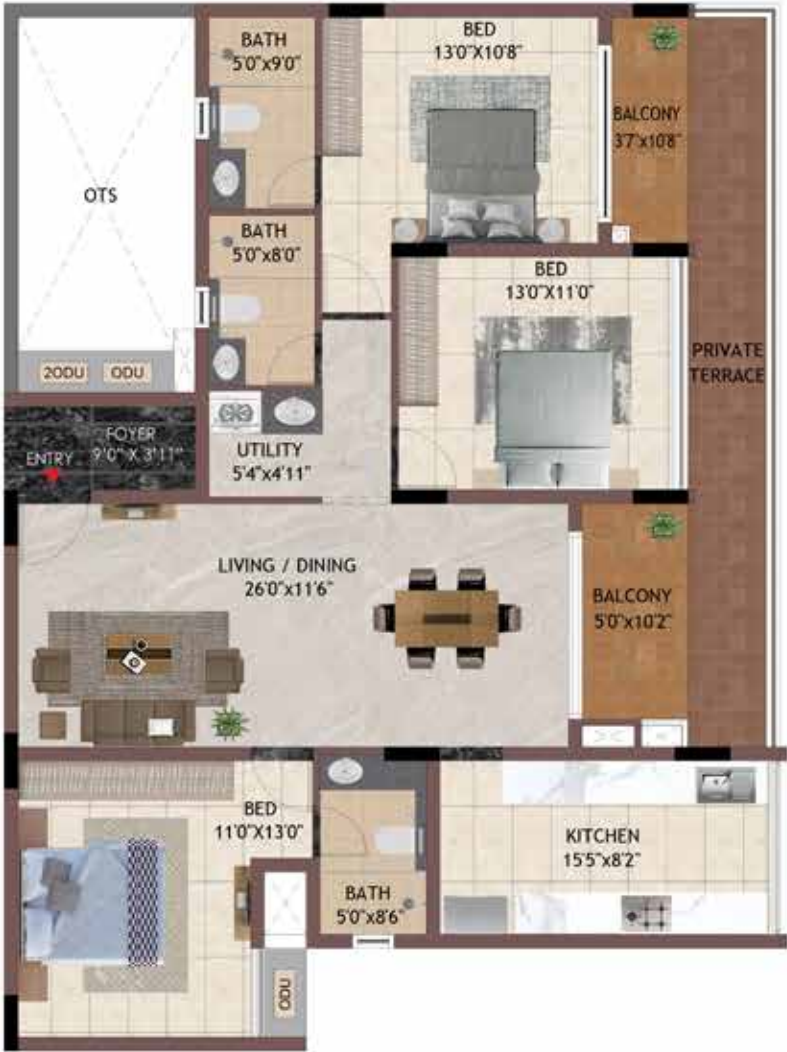 BATH
5'0"x9'0"
BED
13'0"X10'8"
BALCONY
3'7"x10'8"
OTS
BATH
5'0"x8'0"
BED
13'0"X11'0"
PRIVATE
TERRACE
2ODU
ODU
FOYER
9'0" X 3'11"
ENTRY
UTILITY
5'4"x4'11"
LIVING / DINING
26'0"x11'6"
BALCONY
5'0"x10'2"
BED
11'0"X13'0"
KITCHEN
15'5"x8'2"
BATH
5'0"x8'6"
ODU